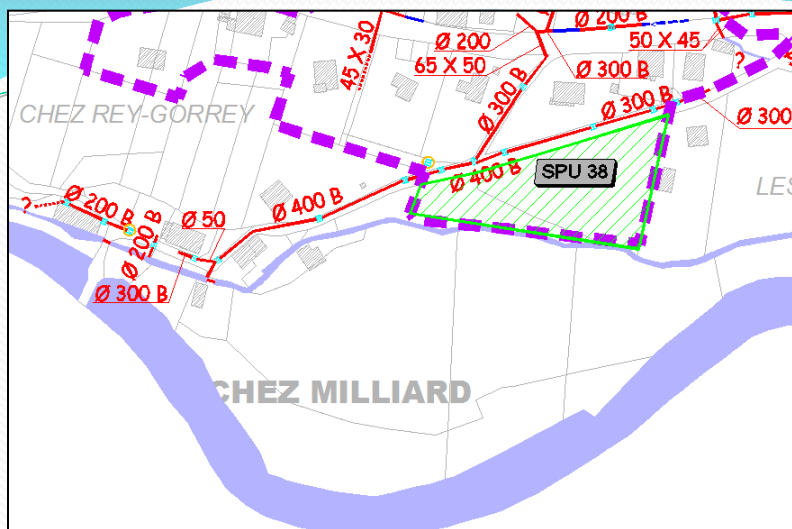 Ø 200 B
Ø 200
50 X 45
65 X 50
Ø 300 B
?
45 X 30
Ø 300 B
Ø 300 B
Ø 300
CHEZ REY-GORREY
Ø 400 B
SPU 38
LES
?
Ø 200 B
Ø 50
Ø 400 B
Ø 200 B
Ø 300 B
CHEZ MILLIARD